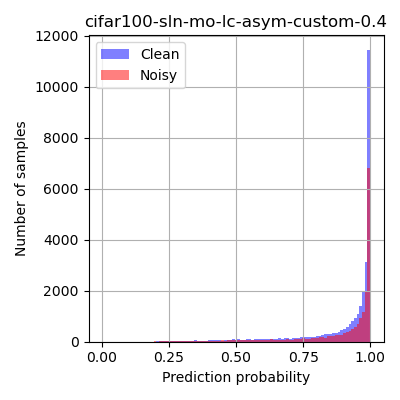 cifar100-sln-mo-lc-asym-custom-0.4
12000
10000
8000
6000
4000
2000
0
Number of samples
Clean
Noisy
0.00 0.25 0.50 0.75 1.00
Prediction probability